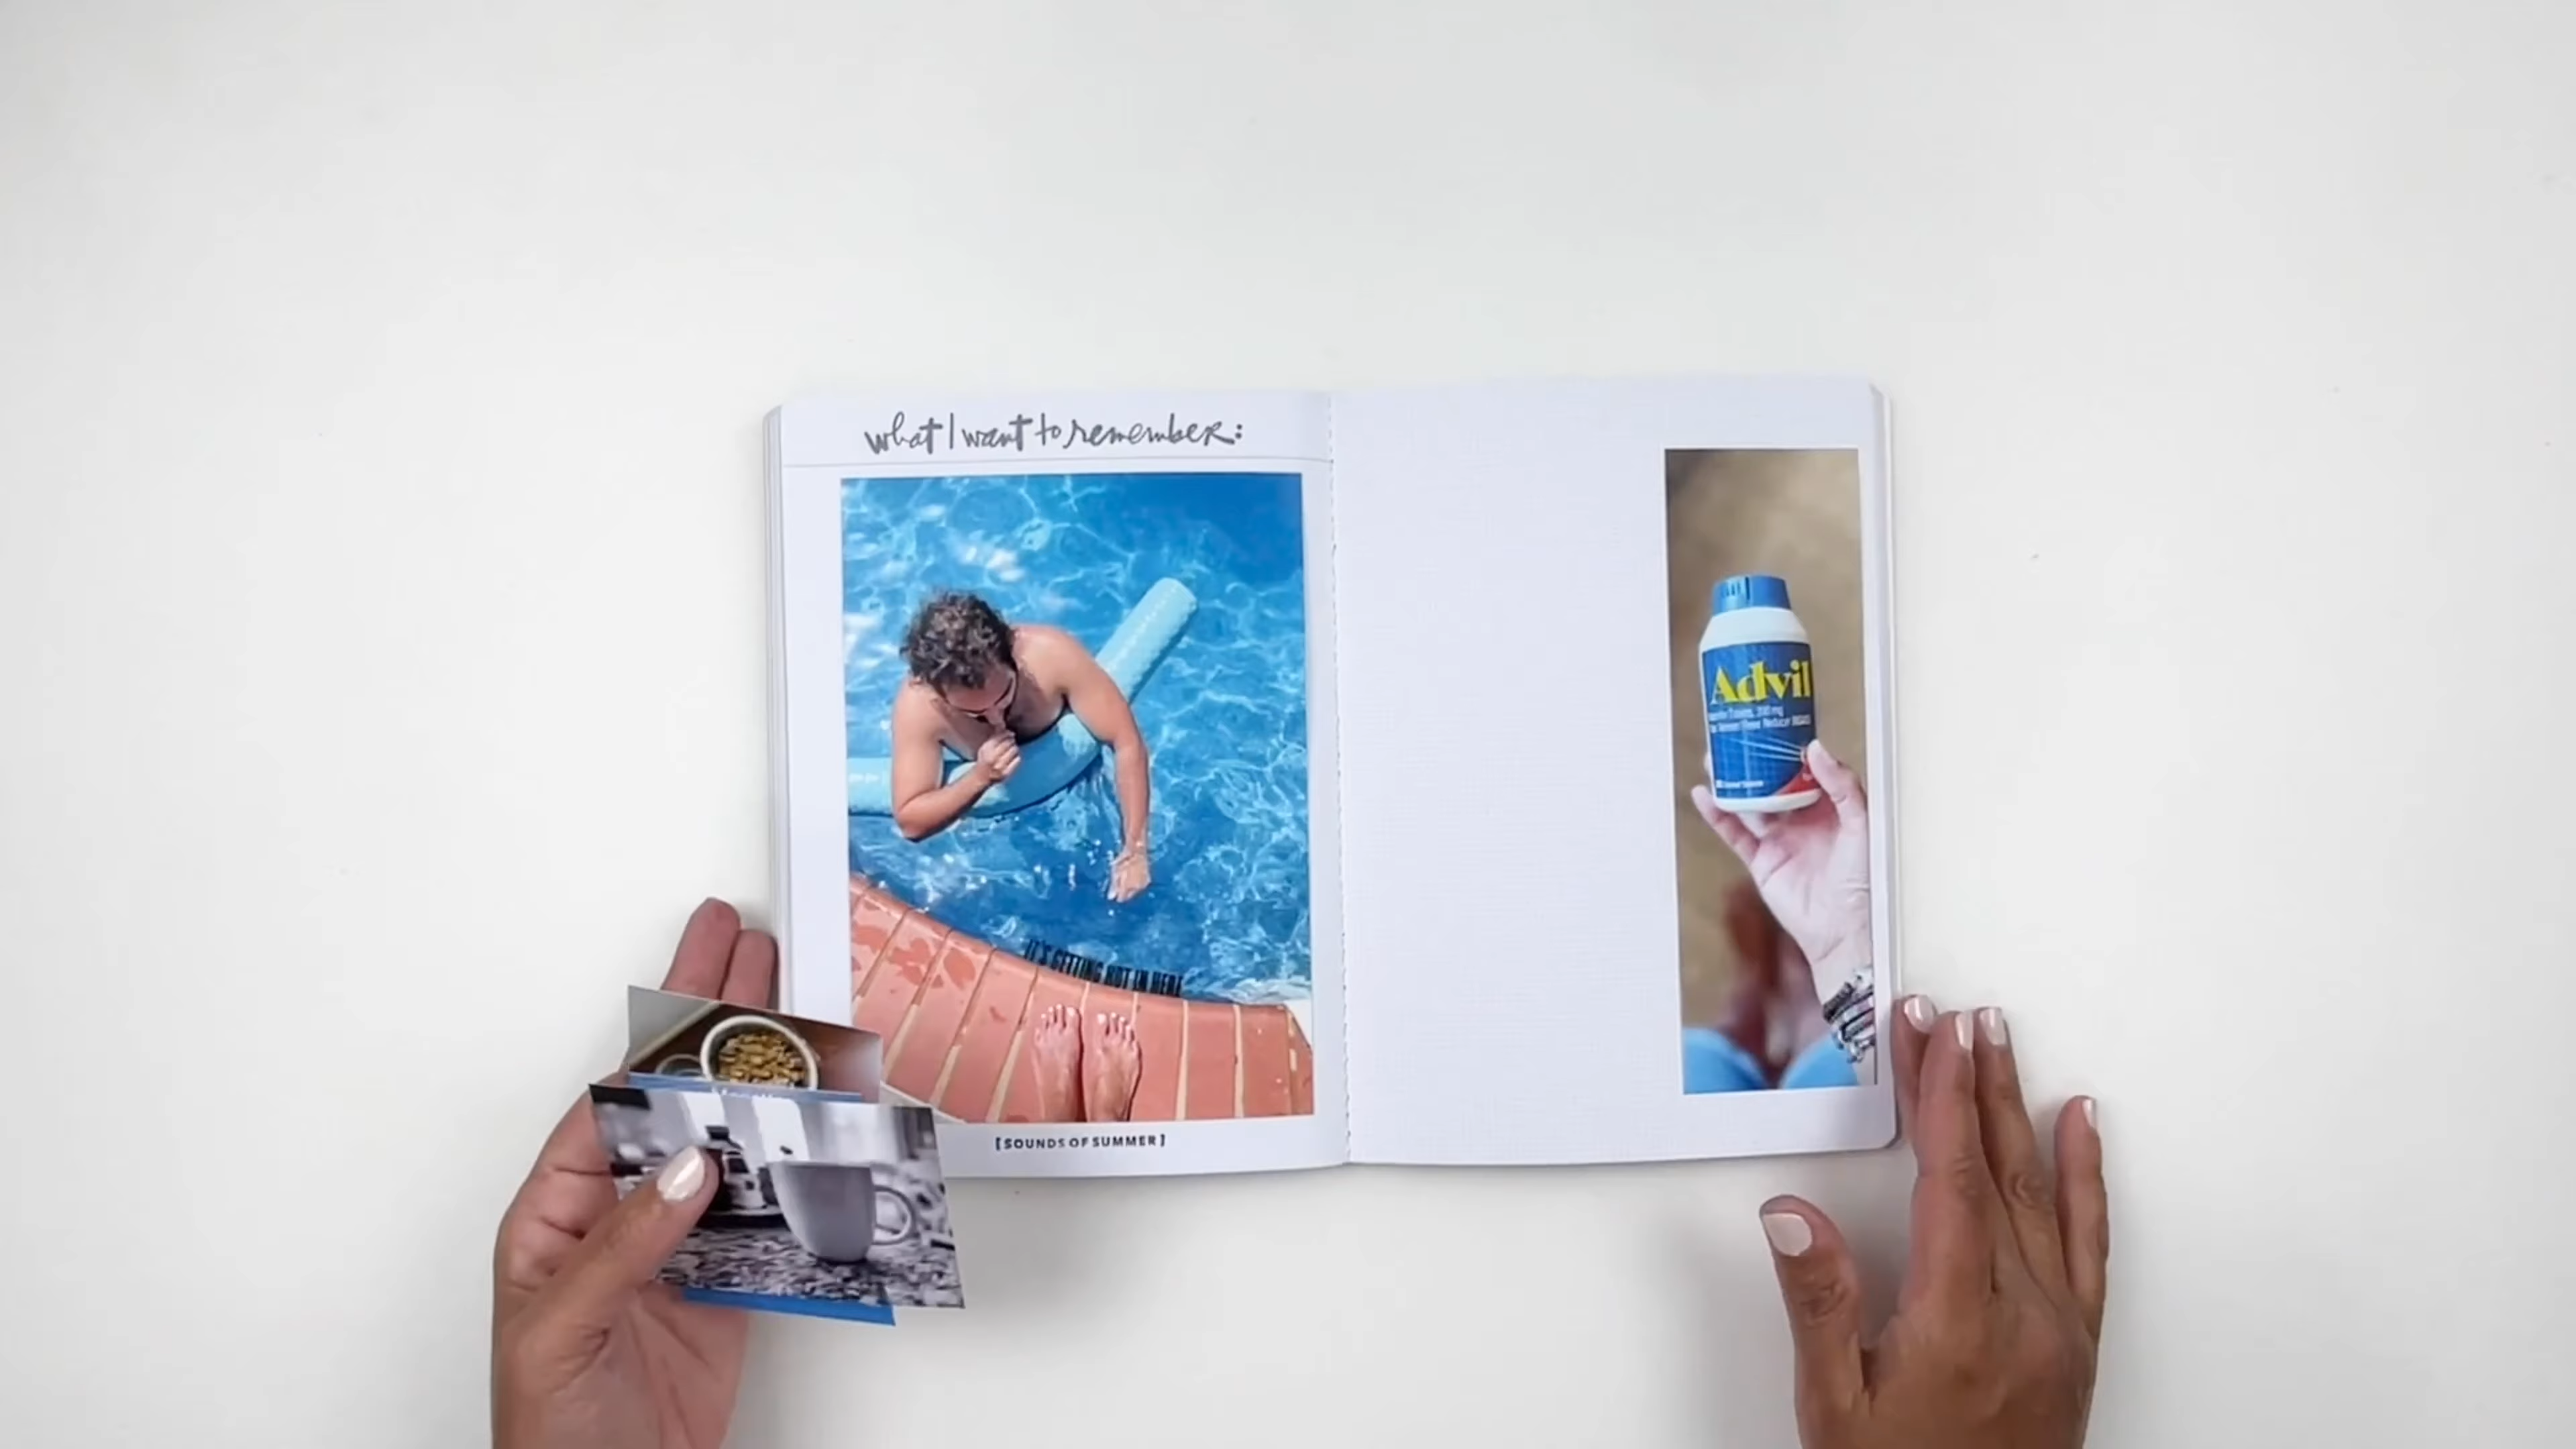 what I want to remember:
IT'S GETTING HOT IN HERE
[SOUNDS OF SUMMER]
Advil